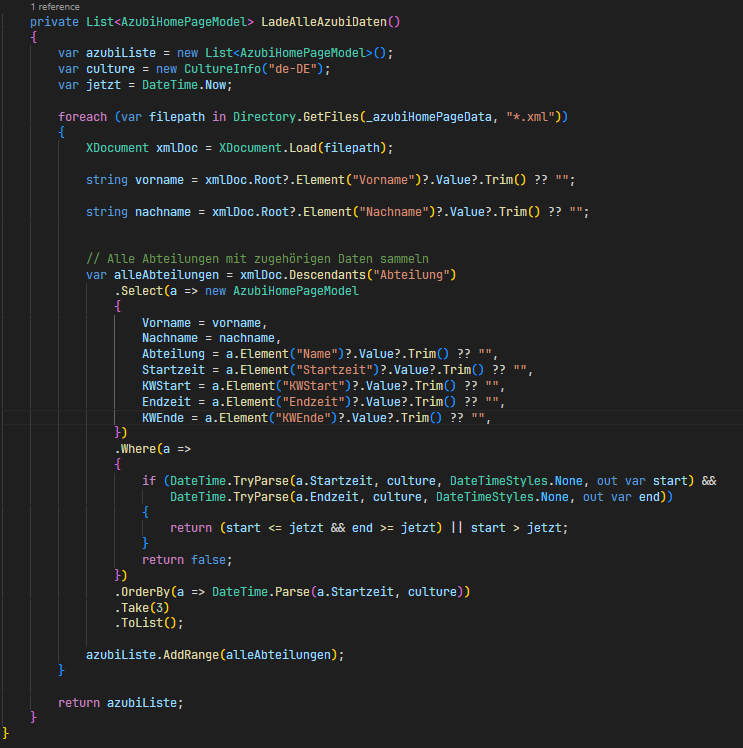 1 reference
private List<AzubiHomePageModel> LadeAlleAzubiDaten()
{
var azubiListe = new List<AzubiHomePageModel>();
var culture = new CultureInfo("de-DE");
var jetzt = DateTime.Now;
foreach (var filepath in Directory.GetFiles(_azubiHomePageData, "*.xml"))
{
XDocument xmlDoc = XDocument.Load(filepath);
string vorname = xmlDoc.Root?.Element("Vorname")?.Value?.Trim() ?? "";
string nachname = xmlDoc.Root?.Element("Nachname")?.Value?.Trim() ?? "";
// Alle Abteilungen mit zugehörigen Daten sammeln
var alleAbteilungen = xmlDoc.Descendants("Abteilung")
.Select(a => new AzubiHomePageModel
{
Vorname = vorname,
Nachname = nachname,
Abteilung = a.Element("Name")?.Value?.Trim() ?? "",
Startzeit = a.Element("Startzeit")?.Value?.Trim() ?? "",
KWStart = a.Element("KWStart")?.Value?.Trim() ?? "",
Endzeit = a.Element("Endzeit")?.Value?.Trim() ?? "",
KWEnde = a.Element("KWEnde")?.Value?.Trim() ?? "",
})
.Where(a =>
{
if (DateTime.TryParse(a.Startzeit, culture, DateTimeStyles.None, out var start) &&
DateTime.TryParse(a.Endzeit, culture, DateTimeStyles.None, out var end))
{
return (start <= jetzt && end >= jetzt) || start > jetzt;
}
return false;
})
.OrderBy(a => DateTime.Parse(a.Startzeit, culture))
.Take(3)
.ToList();
azubiListe.AddRange(alleAbteilungen);
}
return azubiListe;
}
}